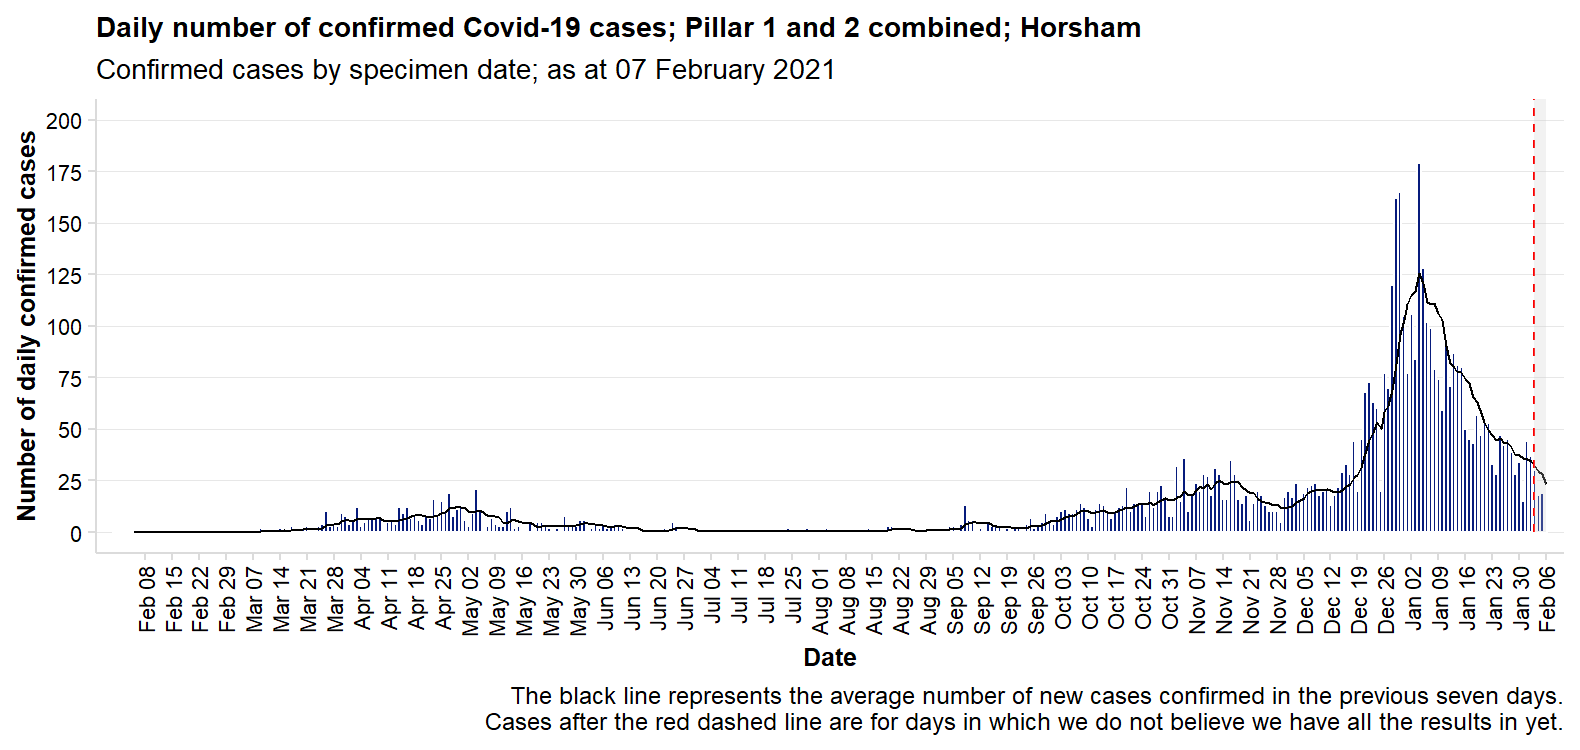 Daily number of confirmed Covid-19 cases; Pillar 1 and 2 combined; Horsham
Confirmed cases by specimen date; as at 07 February 2021
Number of daily confirmed cases
200
175
150
125
100
75
50
25
0
Feb 08
Feb 15
Feb 22
Feb 29
Mar 07
Mar 14
Mar 21
Mar 28
Apr 04
Apr 11
Apr 18
Apr 25
May 02
May 09
May 16
May 23
May 30
Jun 06
Jun 13
Jun 20
Jun 27
Jul 04
Jul 11
Jul 18
Jul 25
Aug 01
Aug 08
Aug 15
Aug 22
Aug 29
Sep 05
Sep 12
Sep 19
Sep 26
Oct 03
Oct 10
Oct 17
Oct 24
Oct 31
Nov 07
Nov 14
Nov 21
Nov 28
Dec 05
Dec 12
Dec 19
Dec 26
Jan 02
Jan 09
Jan 16
Jan 23
Jan 30
Feb 06
Date
The black line represents the average number of new cases confirmed in the previous seven days.
Cases after the red dashed line are for days in which we do not believe we have all the results in yet.